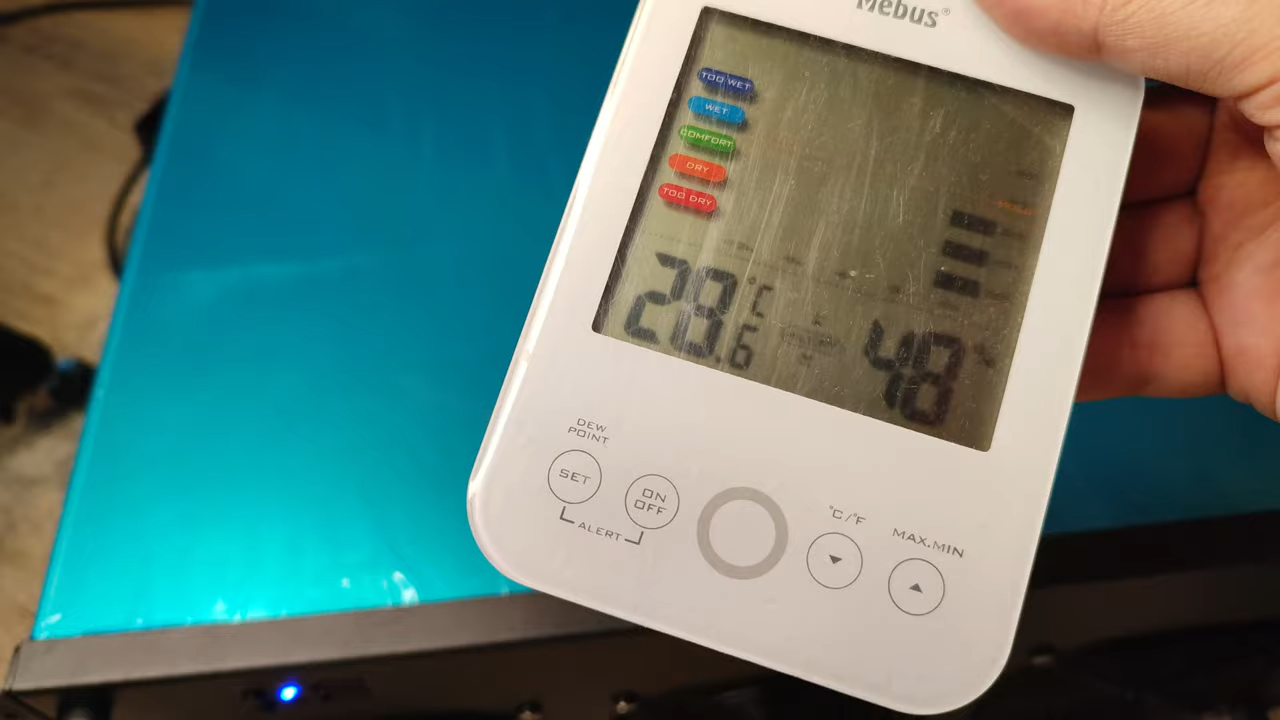 Mebus®
TOO WET
WET
COMFORT
DRY
TOO DRY
28.6 °C
48 %
DEW
POINT
SET
ON
OFF
ALERT
°C/°F
MAX.MIN